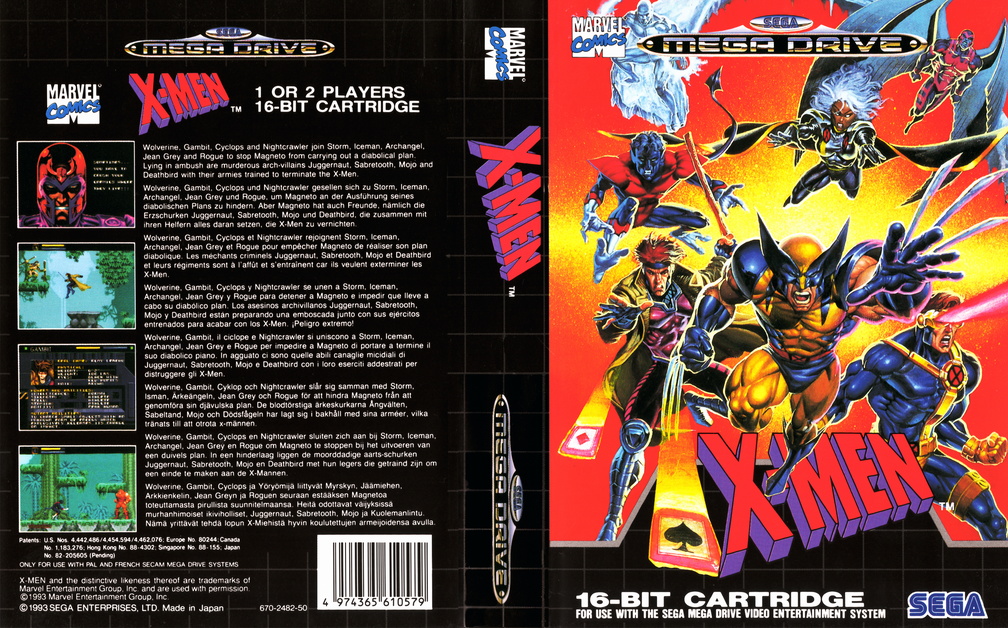 SEGA
MEGA DRIVE
MARVEL
COMICS
M
X-MEN
TM
1 OR 2 PLAYERS
16-BIT CARTRIDGE
Wolverine, Gambit, Cyclops and Nightcrawler join Storm, Iceman, Archangel,
Jean Grey and Rogue to stop Magneto from carrying out a diabolical plan.
Lying in ambush are murderous arch-villains Juggernaut, Sabretooth, Mojo and
Deathbird with their armies trained to terminate the X-Men.
Wolverine, Gambit, Cyclops und Nightcrawler gesellen sich zu Storm, Iceman,
Archangel, Jean Grey und Rogue, um Magneto an der Ausführung seines
diabolischen Plans zu hindern. Aber Magneto hat auch Freunde, nämlich die
Erzschurken Juggernaut, Sabretooth, Mojo und Deathbird, die zusammen mit
ihren Helfern alles daran setzen, die X-Men zu vernichten.
Wolverine, Gambit, Cyclops et Nightcrawler rejoignent Storm, Iceman,
Archangel, Jean Grey et Rogue pour empêcher Magneto de réaliser son plan
diabolique. Les méchants criminels Juggernaut, Sabretooth, Mojo et Deathbird
et leurs régiments sont à l'affût et s'entraînent car ils veulent exterminer les
X-Men.
Wolverine, Gambit, Cyclops y Nightcrawler se unen a Storm, Iceman,
Archangel, Jean Grey y Rogue para detener a Magneto e impedir que lleve a
cabo su diabólico plan. Los asesinos archivillanos Juggernaut, Sabretooth,
Mojo y Deathbird están preparando una emboscada junto con sus ejércitos
entrenados para acabar con los X-Men. ¡Peligro extremo!
Wolverine, Gambit, il ciclope e Nightcrawler si uniscono a Storm, Iceman,
Archangel, Jean Grey e Rogue per impedire a Magneto di portare a termine il
suo diabolico piano. In agguato ci sono quelle abili canaglie micidiali di
Juggernaut, Sabretooth, Mojo e Deathbird con i loro eserciti addestrati per
distruggere gli X-Men.
Wolverine, Gambit, Cyklop och Nightcrawler slår sig samman med Storm,
Isman, Ärkeängeln, Jean Grey och Rogue för att hindra Magneto från att
genomföra sin djävulska plan. De blodtörstiga ärkeskurkarna Ångvälten,
Sabeltand, Mojo och Dödsfågeln har lagt sig i bakhåll med sina arméer, vilka
tränats till att utrota x-männen.
Wolverine, Gambit, Cyclops en Nightcrawler sluiten zich aan bij Storm, Iceman,
Archangel, Jean Grey en Rogue om Magneto te stoppen bij het uitvoeren van
een duivels plan. In een hinderlaag liggen de moorddadige aarts-schurken
Juggernaut, Sabretooth, Mojo en Deathbird met hun legers die getraind zijn om
een einde te maken aan de X-Mannen.
Wolverine, Gambit, Cyclops ja Yöryömijä liittyvät Myrskyn, Jäämiehen,
Arkkienkelin, Jean Greyn ja Roguen seuraan estääksen Magnetoa
toteuttamasta pirullista suunnitelmaansa. Heitä odottavat väijyksissä
murhanhimoiset ikiviholliset, Juggernaut, Sabretooth, Mojo ja Kuolemanlintu.
Nämä yrittävät tehdä lopun X-Miehistä hyvin koulutettujen armeijoidensa avulla.
Patents: U.S. Nos. 4,442,486/4,454,594/4,462,076; Europe No. 80244; Canada
No. 1,183,276; Hong Kong No. 88-4302; Singapore No. 88-155; Japan
No. 82-205605 (Pending)
ONLY FOR USE WITH PAL AND FRENCH SECAM MEGA DRIVE SYSTEMS
X-MEN and the distinctive likeness thereof are trademarks of
Marvel Entertainment Group, Inc. and are used with permission.
©1993 Marvel Entertainment Group, Inc.
©1993 SEGA ENTERPRISES, LTD. Made in Japan
670-2482-50
4 974365 610579
MARVEL
COMICS
M
X-MEN
TM
SEGA
MEGA DRIVE
MARVEL
COMICS
M
SEGA
MEGA DRIVE
X-MEN
TM
16-BIT CARTRIDGE
FOR USE WITH THE SEGA MEGA DRIVE VIDEO ENTERTAINMENT SYSTEM
SEGA